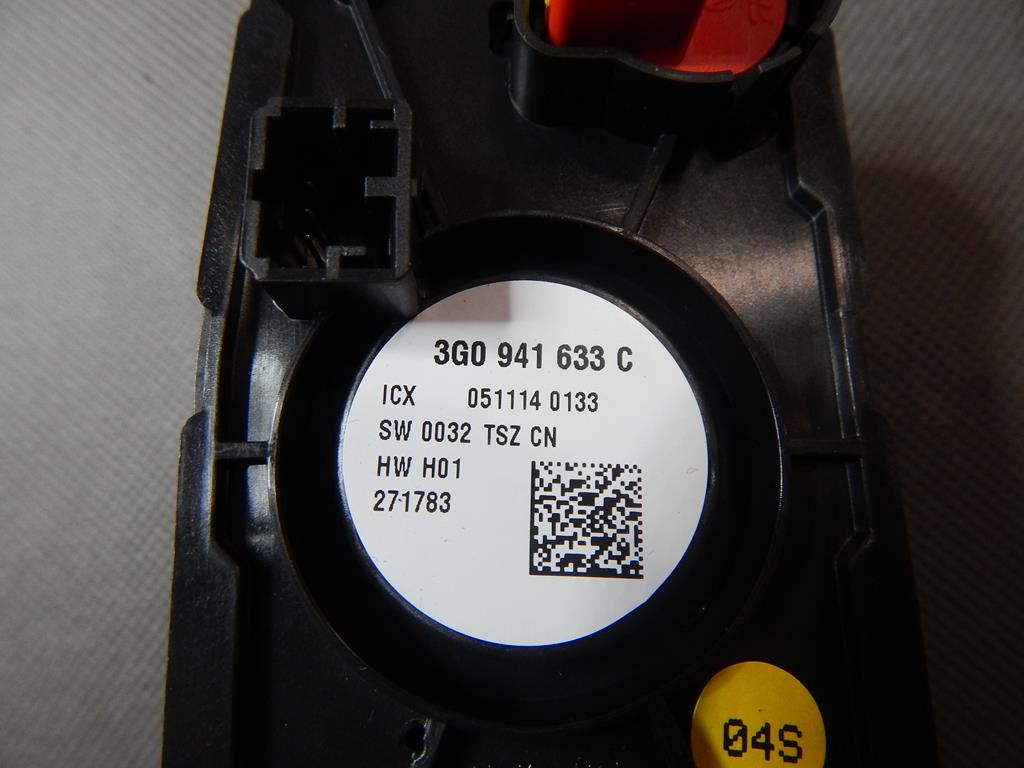 3G0 941 633 C
ICX 051114 0133
SW 0032 TSZ CN
HW H01
271783
04S